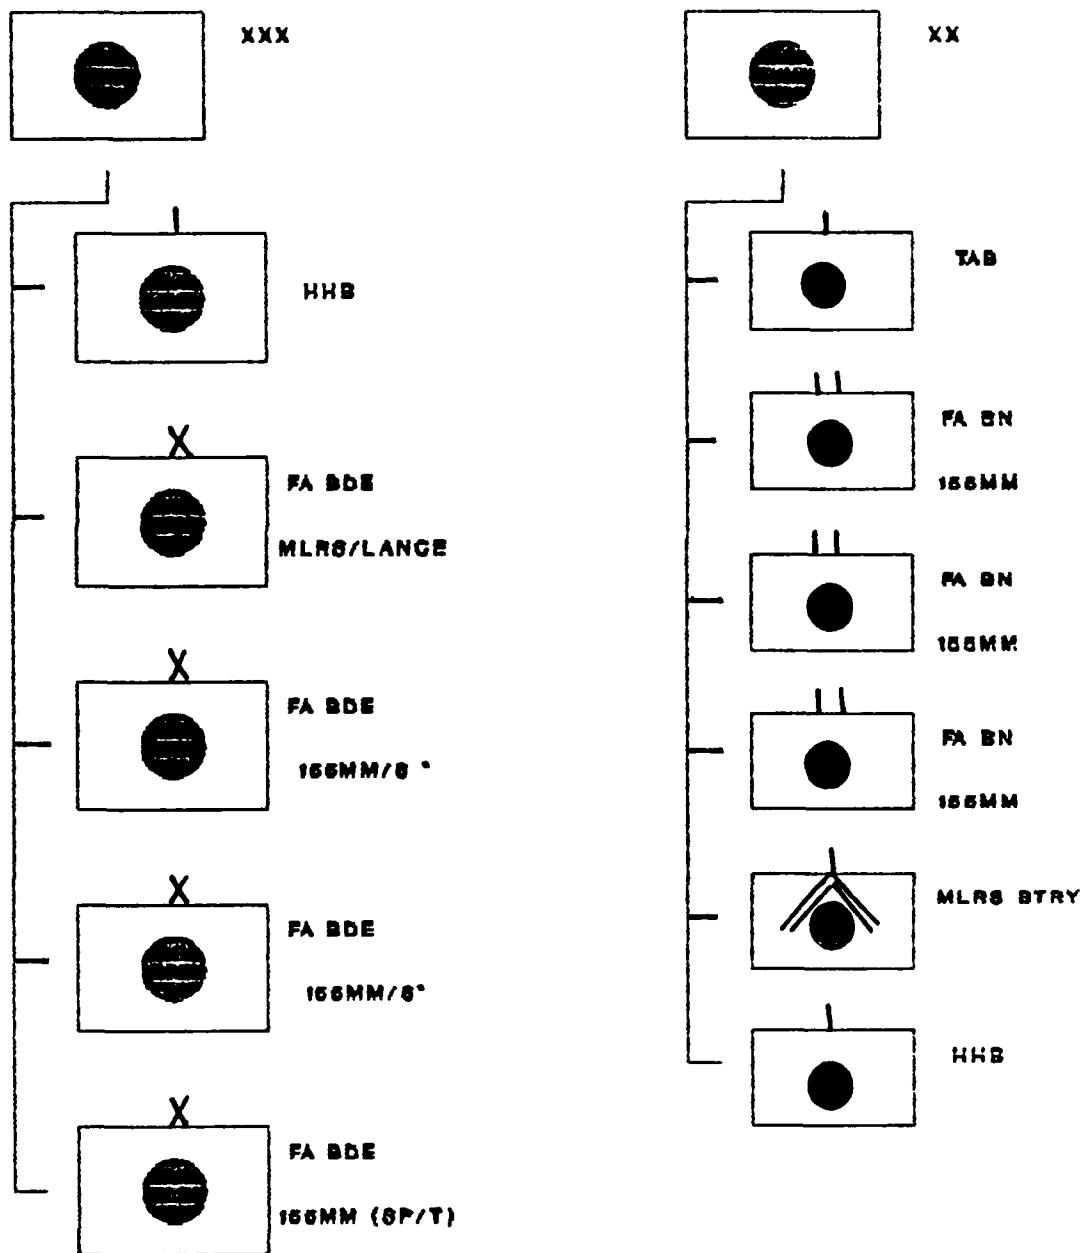 XXX
HHB
FA BDE
MLRS/LANCE
FA BDE
155MM/8"
FA BDE
155MM/8"
FA BDE
155MM (SP/T)
XX
TAB
FA BN
155MM
FA BN
155MM
FA BN
155MM
MLRS BTRY
HHB